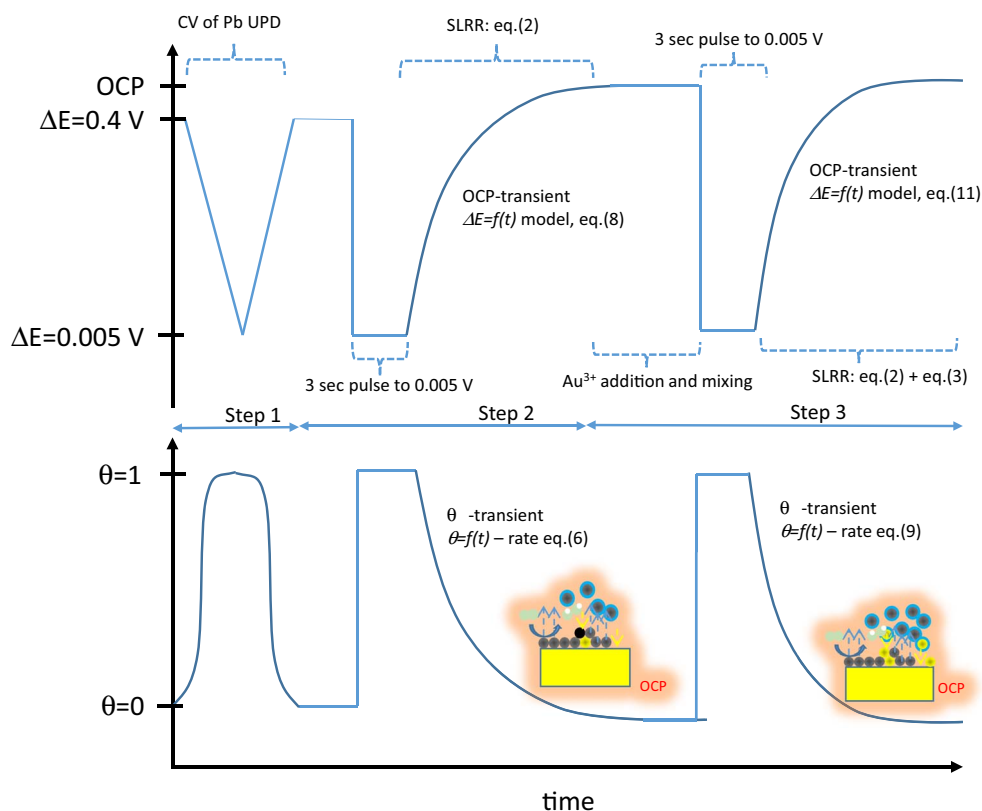 CV of Pb UPD
SLRR: eq.(2)
3 sec pulse to 0.005 V
OCP
ΔE=0.4 V
OCP-transient
ΔE=f(t) model, eq.(8)
OCP-transient
ΔE=f(t) model, eq.(11)
ΔE=0.005 V
3 sec pulse to 0.005 V
Au³⁺ addition and mixing
SLRR: eq.(2) + eq.(3)
Step 1
Step 2
Step 3
θ=1
θ -transient
θ=f(t) – rate eq.(6)
θ -transient
θ=f(t) – rate eq.(9)
OCP
OCP
θ=0
time